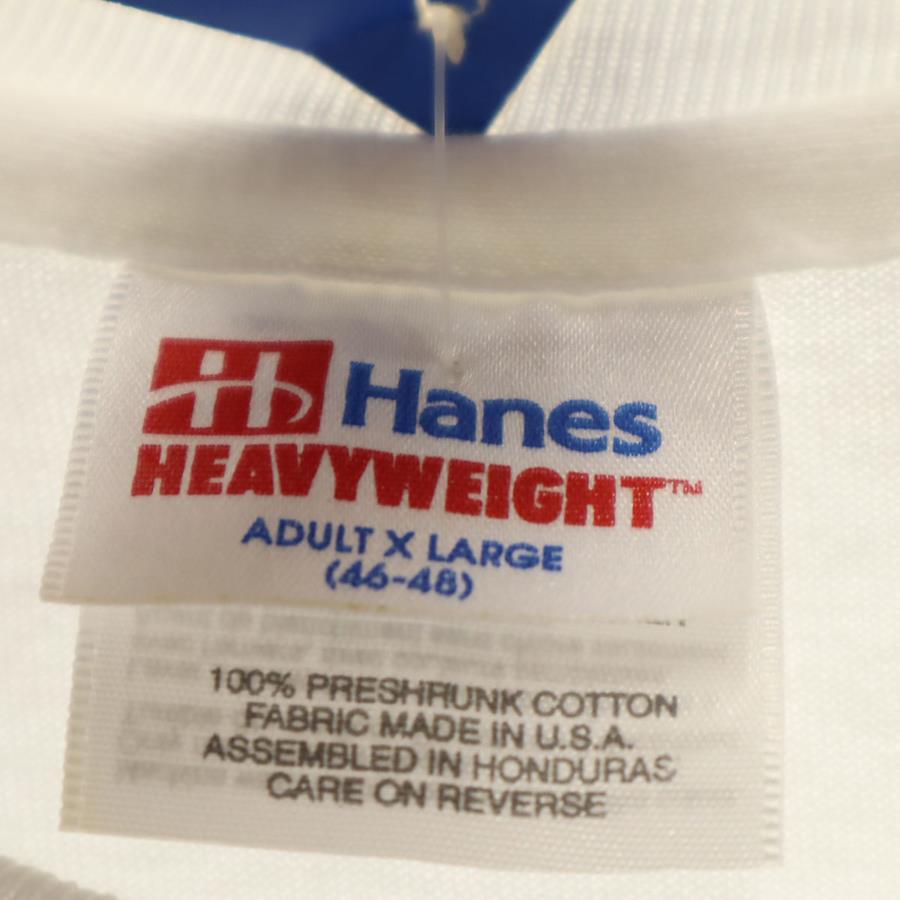 H Hanes
HEAVYWEIGHT™
ADULT X LARGE
(46-48)
100% PRESHRUNK COTTON
FABRIC MADE IN U.S.A.
ASSEMBLED IN HONDURAS
CARE ON REVERSE